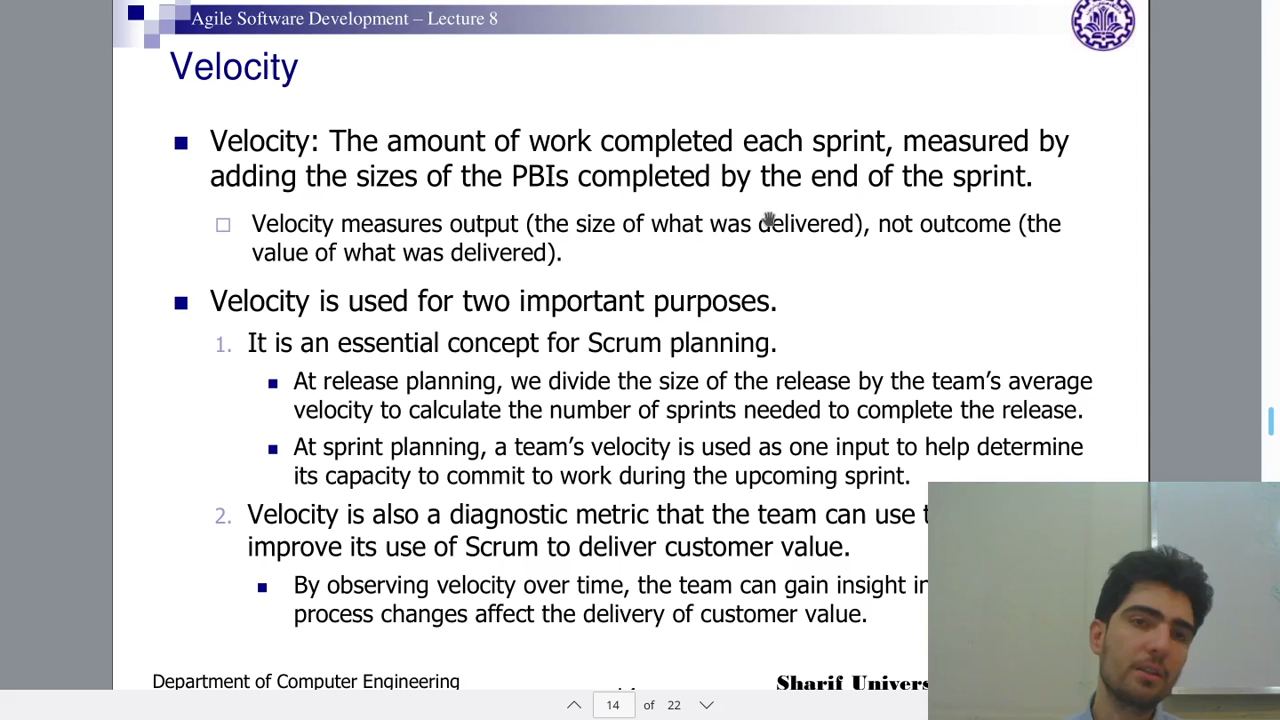 Agile Software Development – Lecture 8
Velocity
Velocity: The amount of work completed each sprint, measured by
adding the sizes of the PBIs completed by the end of the sprint.
Velocity measures output (the size of what was delivered), not outcome (the
value of what was delivered).
Velocity is used for two important purposes.
1. It is an essential concept for Scrum planning.
At release planning, we divide the size of the release by the team's average
velocity to calculate the number of sprints needed to complete the release.
At sprint planning, a team's velocity is used as one input to help determine
its capacity to commit to work during the upcoming sprint.
2. Velocity is also a diagnostic metric that the team can use
improve its use of Scrum to deliver customer value.
By observing velocity over time, the team can gain insight
process changes affect the delivery of customer value.
Department of Computer Engineering
Sharif
14 of 22